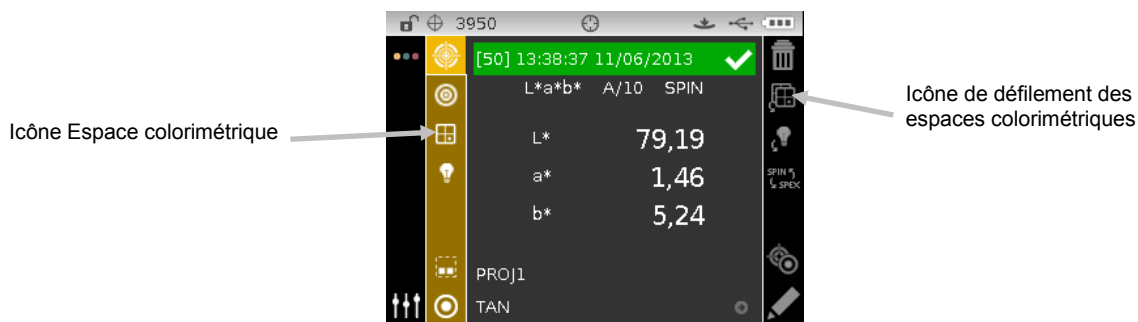 3950
[50] 13:38:37 11/06/2013
L*a*b* A/10 SPIN
Icône Espace colorimétrique
L* 79,19
a* 1,46
b* 5,24
PROJ1
TAN
SPIN
SPEX
Icône de défilement des
espaces colorimétriques